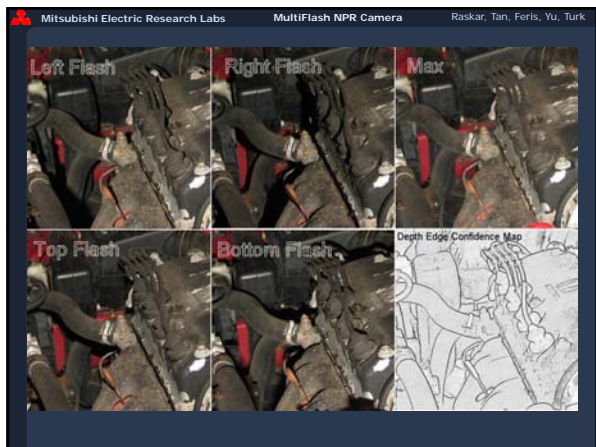 Mitsubishi Electric Research Labs MultiFlash NPR Camera Raskar, Tan, Feris, Yu, Turk
Left Flash Right Flash Max
Top Flash Bottom Flash Depth Edge Confidence Map